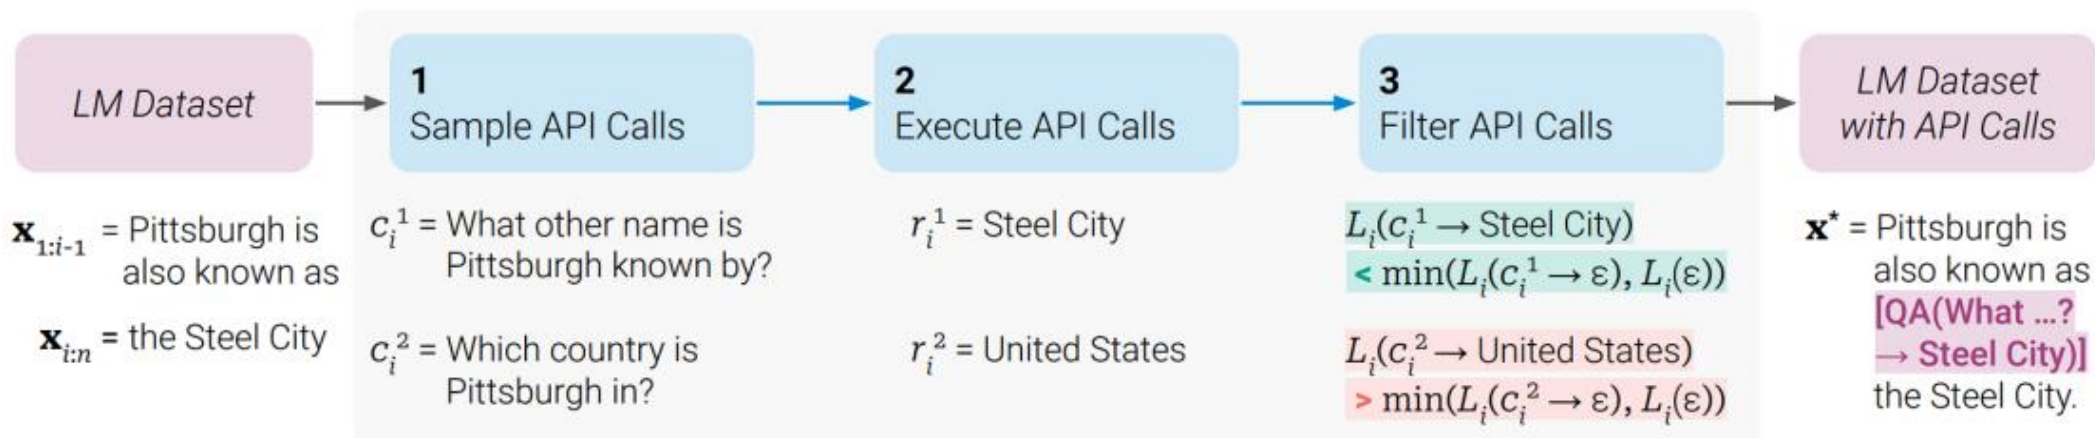 LM Dataset
1
Sample API Calls
2
Execute API Calls
3
Filter API Calls
LM Dataset
with API Calls
x1:i-1 = Pittsburgh is
also known as
xi:n = the Steel City
ci1 = What other name is
Pittsburgh known by?
ci2 = Which country is
Pittsburgh in?
ri1 = Steel City
ri2 = United States
Li(ci1 → Steel City)
< min(Li(ci1 → ε), Li(ε))
Li(ci2 → United States)
> min(Li(ci2 → ε), Li(ε))
x* = Pittsburgh is
also known as
[QA(What ...?
→ Steel City)]
the Steel City.